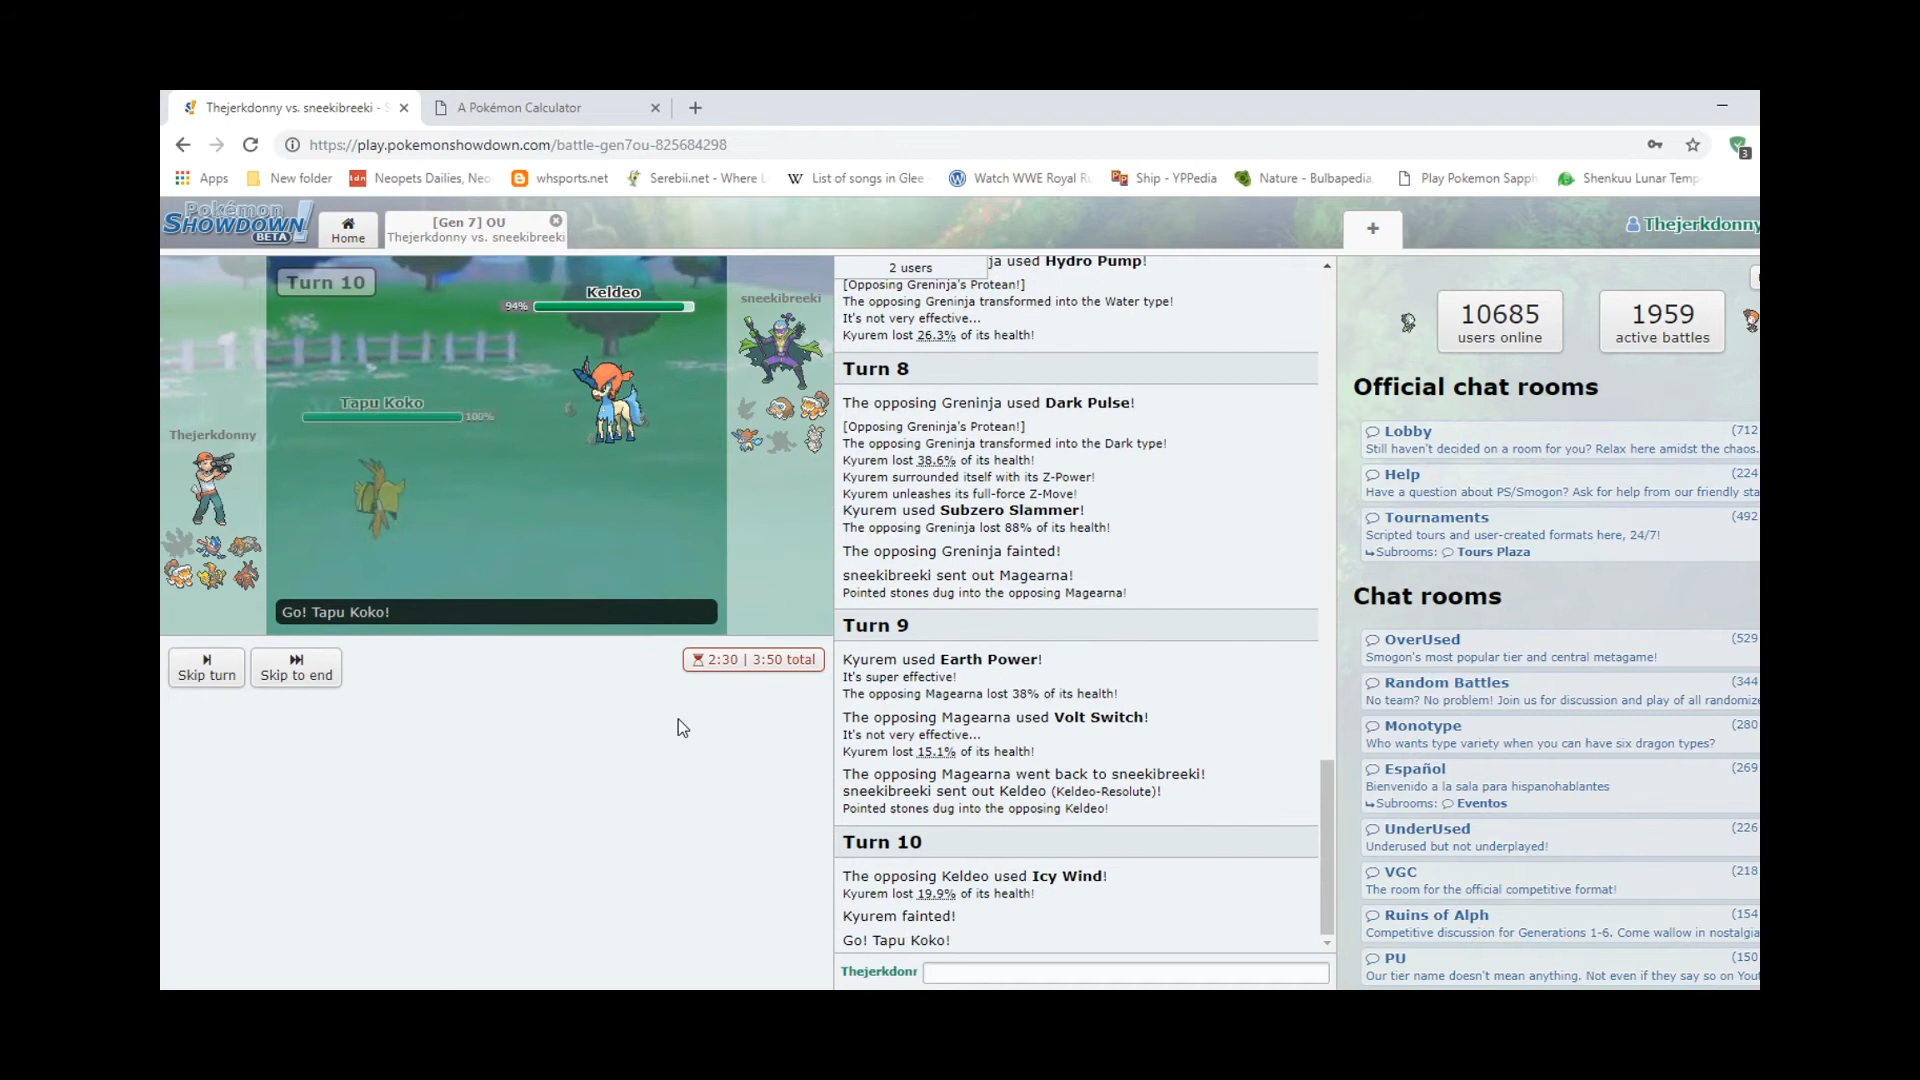 Thejerkdonny vs. sneekibreeki - S
A Pokémon Calculator
https://play.pokemonshowdown.com/battle-gen7ou-825684298
3
Apps
New folder
tdn
Neopets Dailies, Neo
whsports.net
Serebii.net - Where L
W
List of songs in Glee
Watch WWE Royal Ru
Ship - YPPedia
Nature - Bulbapedia,
Play Pokemon Sapph
Shenkuu Lunar Temp
Pokémon
SHOWDOWN!
BETA
Home
[Gen 7] OU
Thejerkdonny vs. sneekibreeki
Thejerkdonny
Turn 10
Keldeo
94%
Tapu Koko
100%
sneekibreeki
Thejerkdonny
Go! Tapu Koko!
Skip turn
Skip to end
2:30 | 3:50 total
2 users
ja used Hydro Pump!
[Opposing Greninja's Protean!]
The opposing Greninja transformed into the Water type!
It's not very effective...
Kyurem lost 26.3% of its health!
Turn 8
The opposing Greninja used Dark Pulse!
[Opposing Greninja's Protean!]
The opposing Greninja transformed into the Dark type!
Kyurem lost 38.6% of its health!
Kyurem surrounded itself with its Z-Power!
Kyurem unleashes its full-force Z-Move!
Kyurem used Subzero Slammer!
The opposing Greninja lost 88% of its health!
The opposing Greninja fainted!
sneekibreeki sent out Magearna!
Pointed stones dug into the opposing Magearna!
Turn 9
Kyurem used Earth Power!
It's super effective!
The opposing Magearna lost 38% of its health!
The opposing Magearna used Volt Switch!
It's not very effective...
Kyurem lost 15.1% of its health!
The opposing Magearna went back to sneekibreeki!
sneekibreeki sent out Keldeo (Keldeo-Resolute)!
Pointed stones dug into the opposing Keldeo!
Turn 10
The opposing Keldeo used Icy Wind!
Kyurem lost 19.9% of its health!
Kyurem fainted!
Go! Tapu Koko!
Thejerkdonr
10685
users online
1959
active battles
Official chat rooms
Lobby (712
Still haven't decided on a room for you? Relax here amidst the chaos.
Help (224
Have a question about PS/Smogon? Ask for help from our friendly sta
Tournaments (492
Scripted tours and user-created formats here, 24/7!
Subrooms: Tours Plaza
Chat rooms
OverUsed (529
Smogon's most popular tier and central metagame!
Random Battles (344
No team? No problem! Join us for discussion and play of all randomize
Monotype (280
Who wants type variety when you can have six dragon types?
Español (269
Bienvenido a la sala para hispanohablantes
Subrooms: Eventos
UnderUsed (226
Underused but not underplayed!
VGC (218
The room for the official competitive format!
Ruins of Alph (154
Competitive discussion for Generations 1-6. Come wallow in nostalgia
PU (150
Our tier name doesn't mean anything. Not even if they say so on You